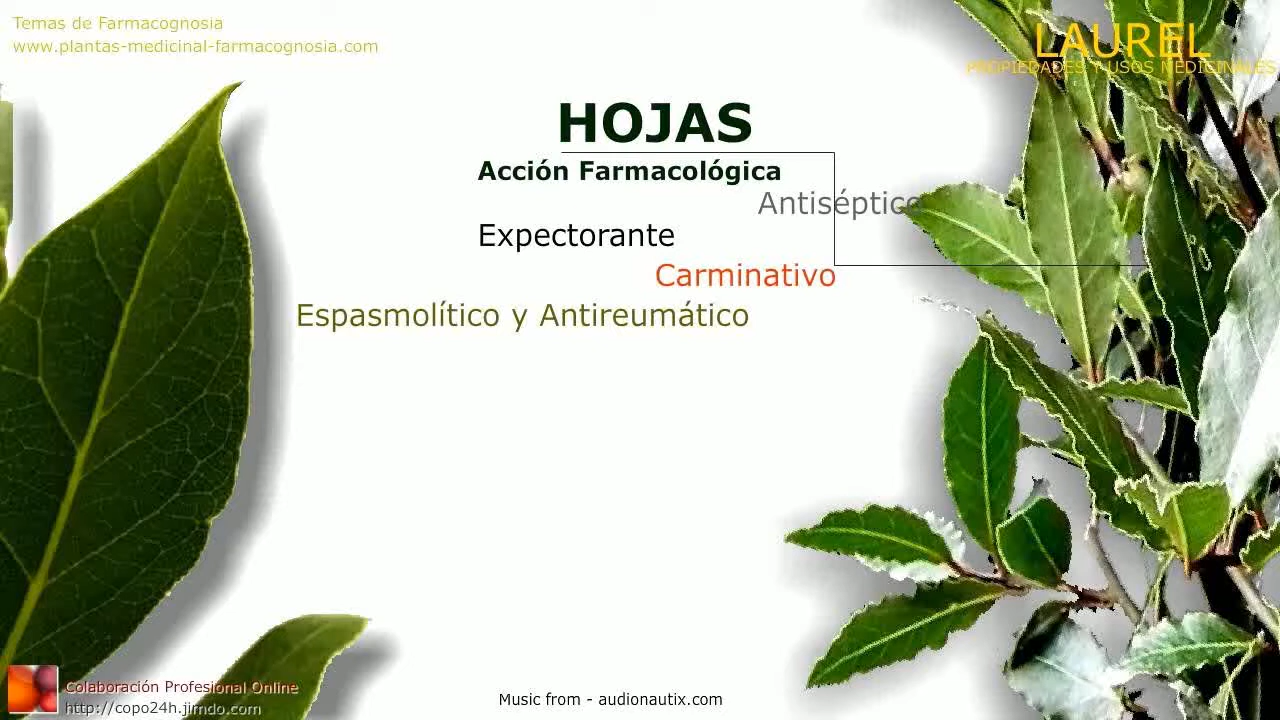 Temas de Farmacognosia
www.plantas-medicinal-farmacognosia.com
LAUREL
PROPIEDADES Y USOS MEDICINALES
HOJAS
Acción Farmacológica
Antiséptico
Expectorante
Carminativo
Espasmolítico y Antireumático
Colaboración Profesional Online
http://copo24h.jimdo.com
Music from - audionautix.com